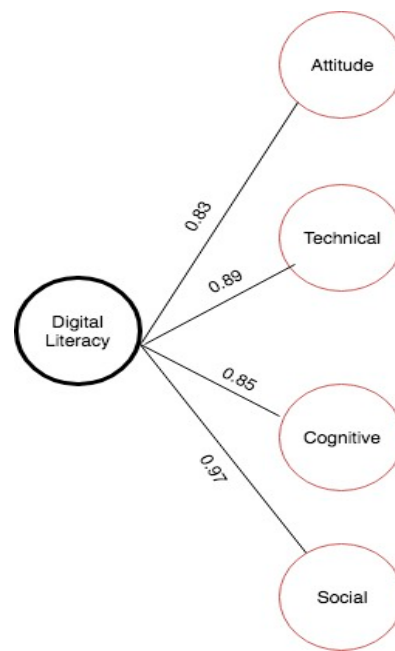 Attitude
0.83
Technical
0.89
Digital
Literacy
0.85
Cognitive
0.97
Social